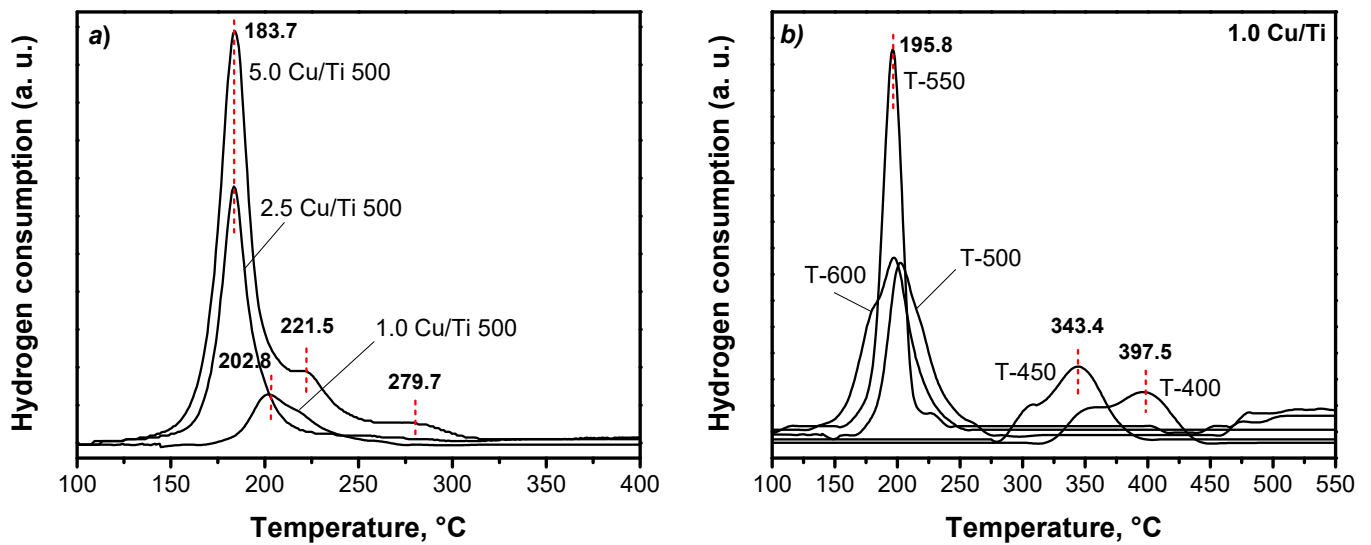 Hydrogen consumption (a. u.)
a)
183.7
5.0 Cu/Ti 500
2.5 Cu/Ti 500
221.5
1.0 Cu/Ti 500
202.8
279.7
100 150 200 250 300 350 400
Temperature, °C
Hydrogen consumption (a. u.)
b)
1.0 Cu/Ti
195.8
T-550
T-500
T-600
343.4
397.5
T-450
T-400
100 150 200 250 300 350 400 450 500 550
Temperature, °C